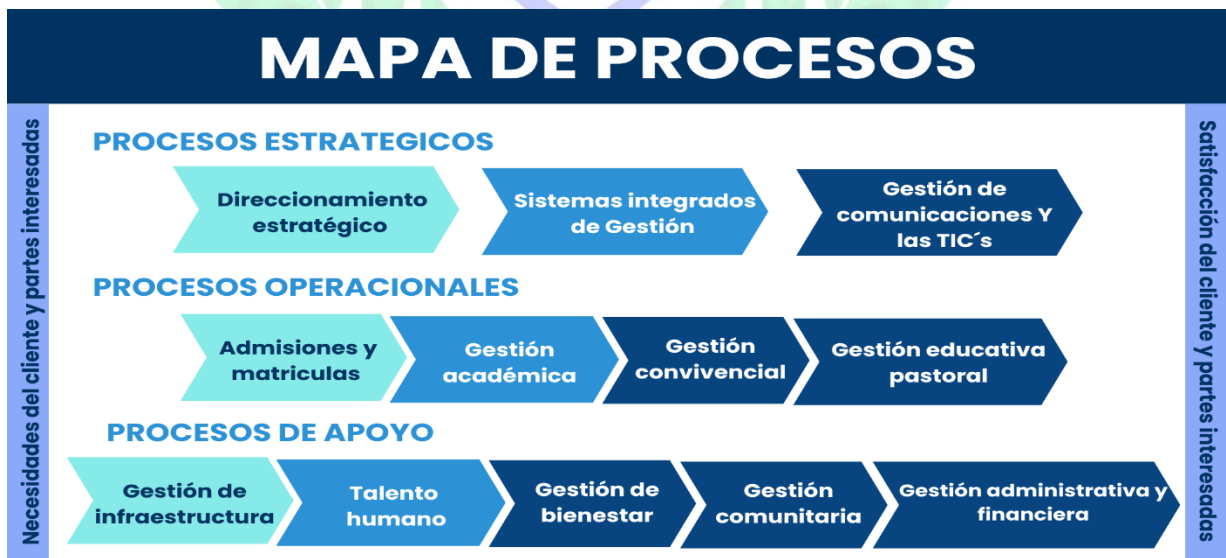 MAPA DE PROCESOS
Necesidades del cliente y partes interesadas
PROCESOS ESTRATEGICOS
Direccionamiento
estratégico
Sistemas integrados
de Gestión
Gestión de
comunicaciones Y
las TIC´s
PROCESOS OPERACIONALES
Admisiones y
matriculas
Gestión
académica
Gestión
convivencial
Gestión educativa
pastoral
PROCESOS DE APOYO
Gestión de
infraestructura
Talento
humano
Gestión de
bienestar
Gestión
comunitaria
Gestión administrativa y
financiera
Satisfacción del cliente y partes interesadas